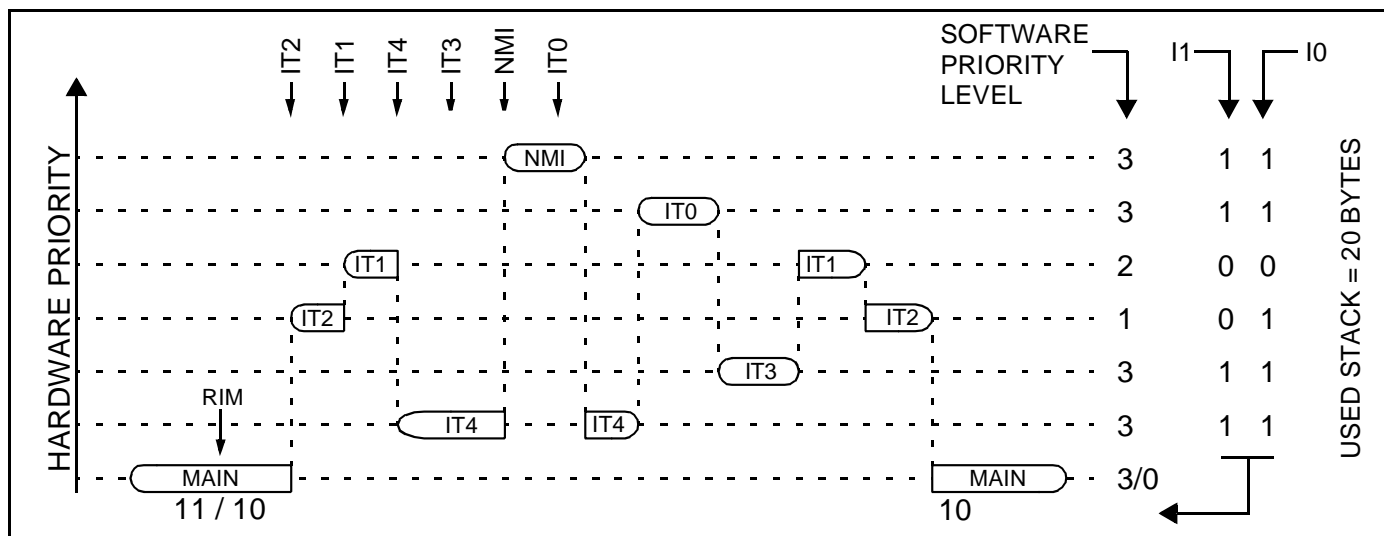 IT2 IT1 IT4 IT3 NMI IT0
SOFTWARE
PRIORITY
LEVEL
I1 I0
HARDWARE PRIORITY
USED STACK = 20 BYTES
NMI 3 1 1
IT0 3 1 1
IT1 IT1 2 0 0
IT2 IT2 1 0 1
IT3 3 1 1
RIM
IT4 IT4 3 1 1
MAIN MAIN 3/0
11 / 10 10